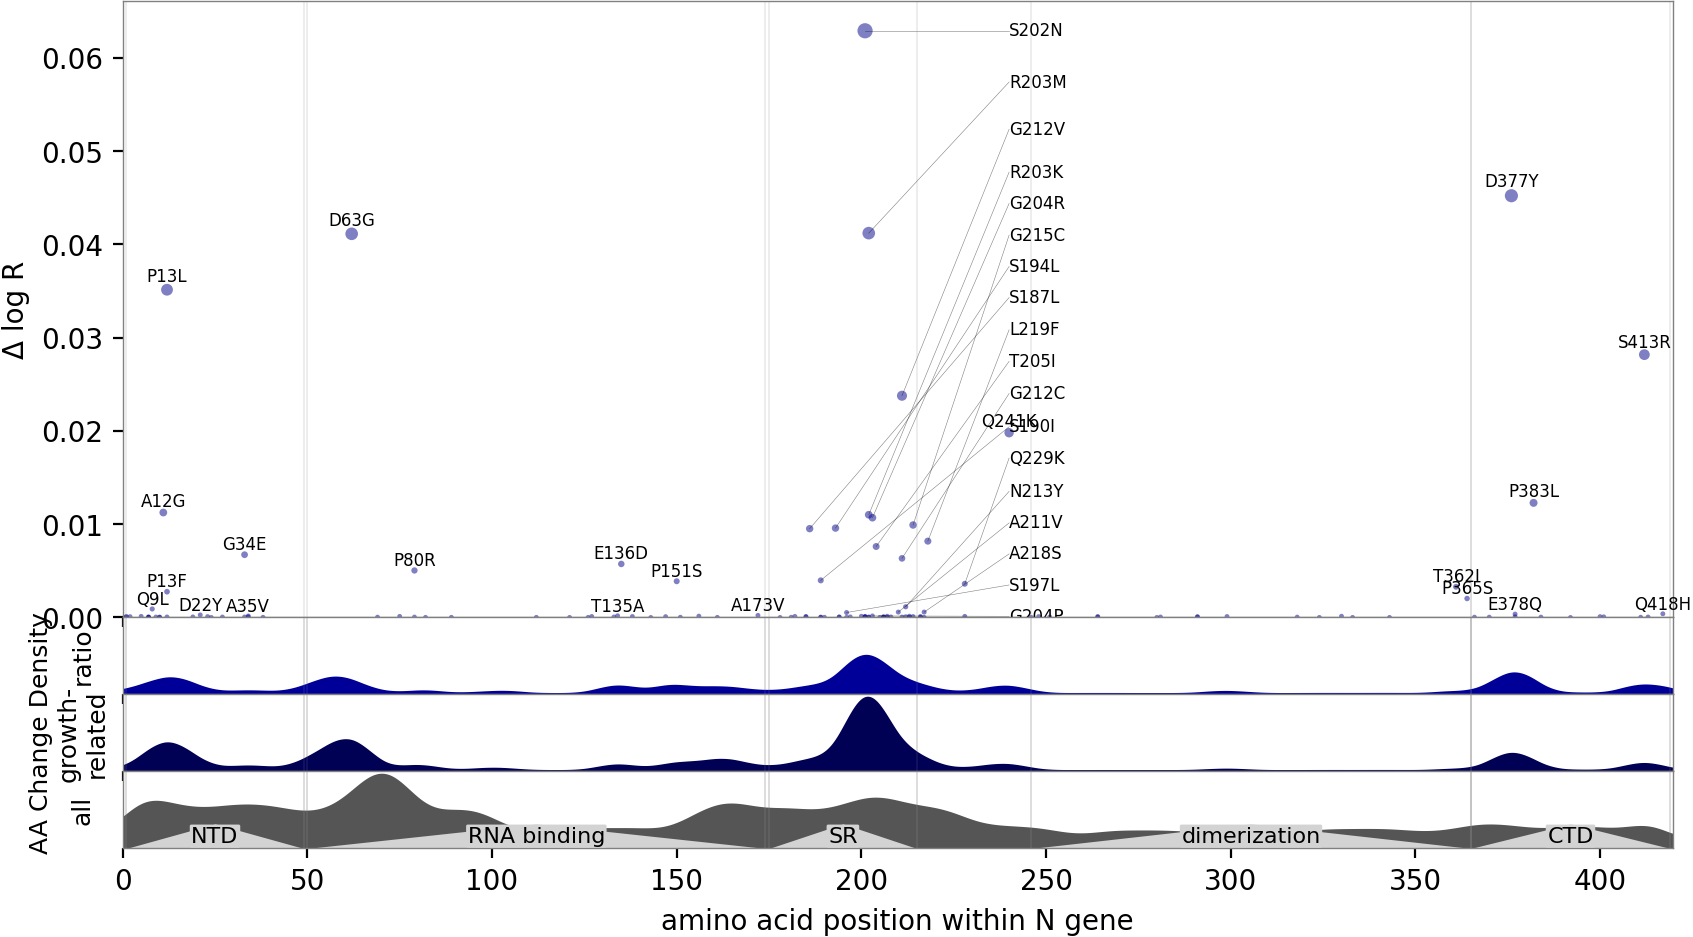 S202N
R203M
G212V
R203K
G204R
G215C
S194L
S187L
L219F
T205I
G212C
Q241K
S190I
Q229K
N213Y
A211V
A218S
S197L
G204P
D377Y
D63G
P13L
S413R
A12G
P383L
G34E
P80R
E136D
P151S
P13F
Q9L
D22Y
A35V
T135A
A173V
T362I
P365S
E378Q
Q418H
0.06
0.05
0.04
0.03
0.02
0.01
0.00
Δ log R
AA Change Density
ratio
growth-
related
all
NTD
RNA binding
SR
dimerization
CTD
0 50 100 150 200 250 300 350 400
amino acid position within N gene